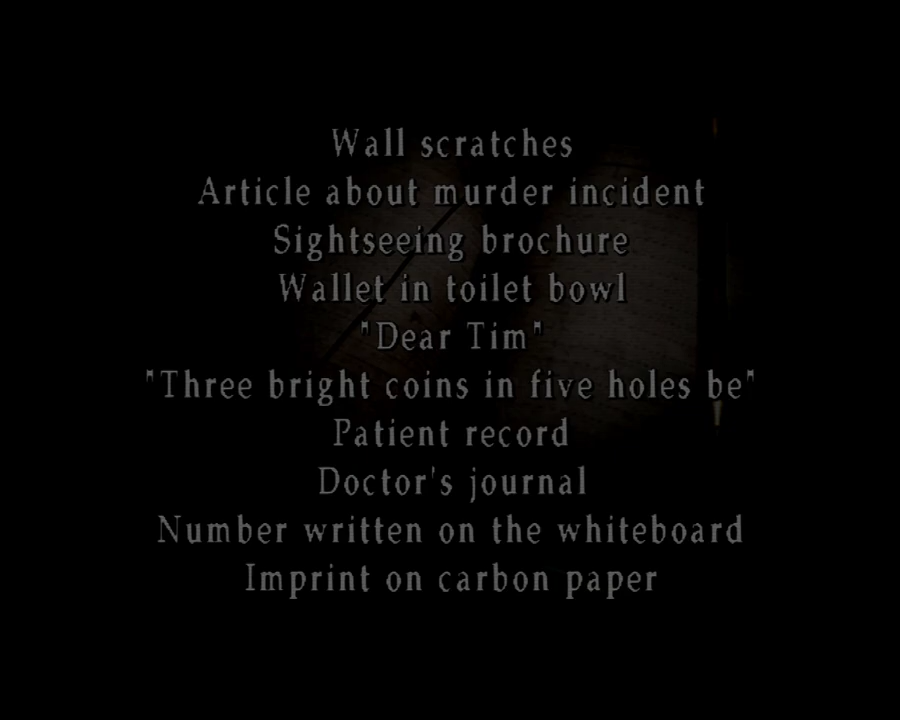 Wall scratches
Article about murder incident
Sightseeing brochure
Wallet in toilet bowl
"Dear Tim"
"Three bright coins in five holes be"
Patient record
Doctor's journal
Number written on the whiteboard
Imprint on carbon paper